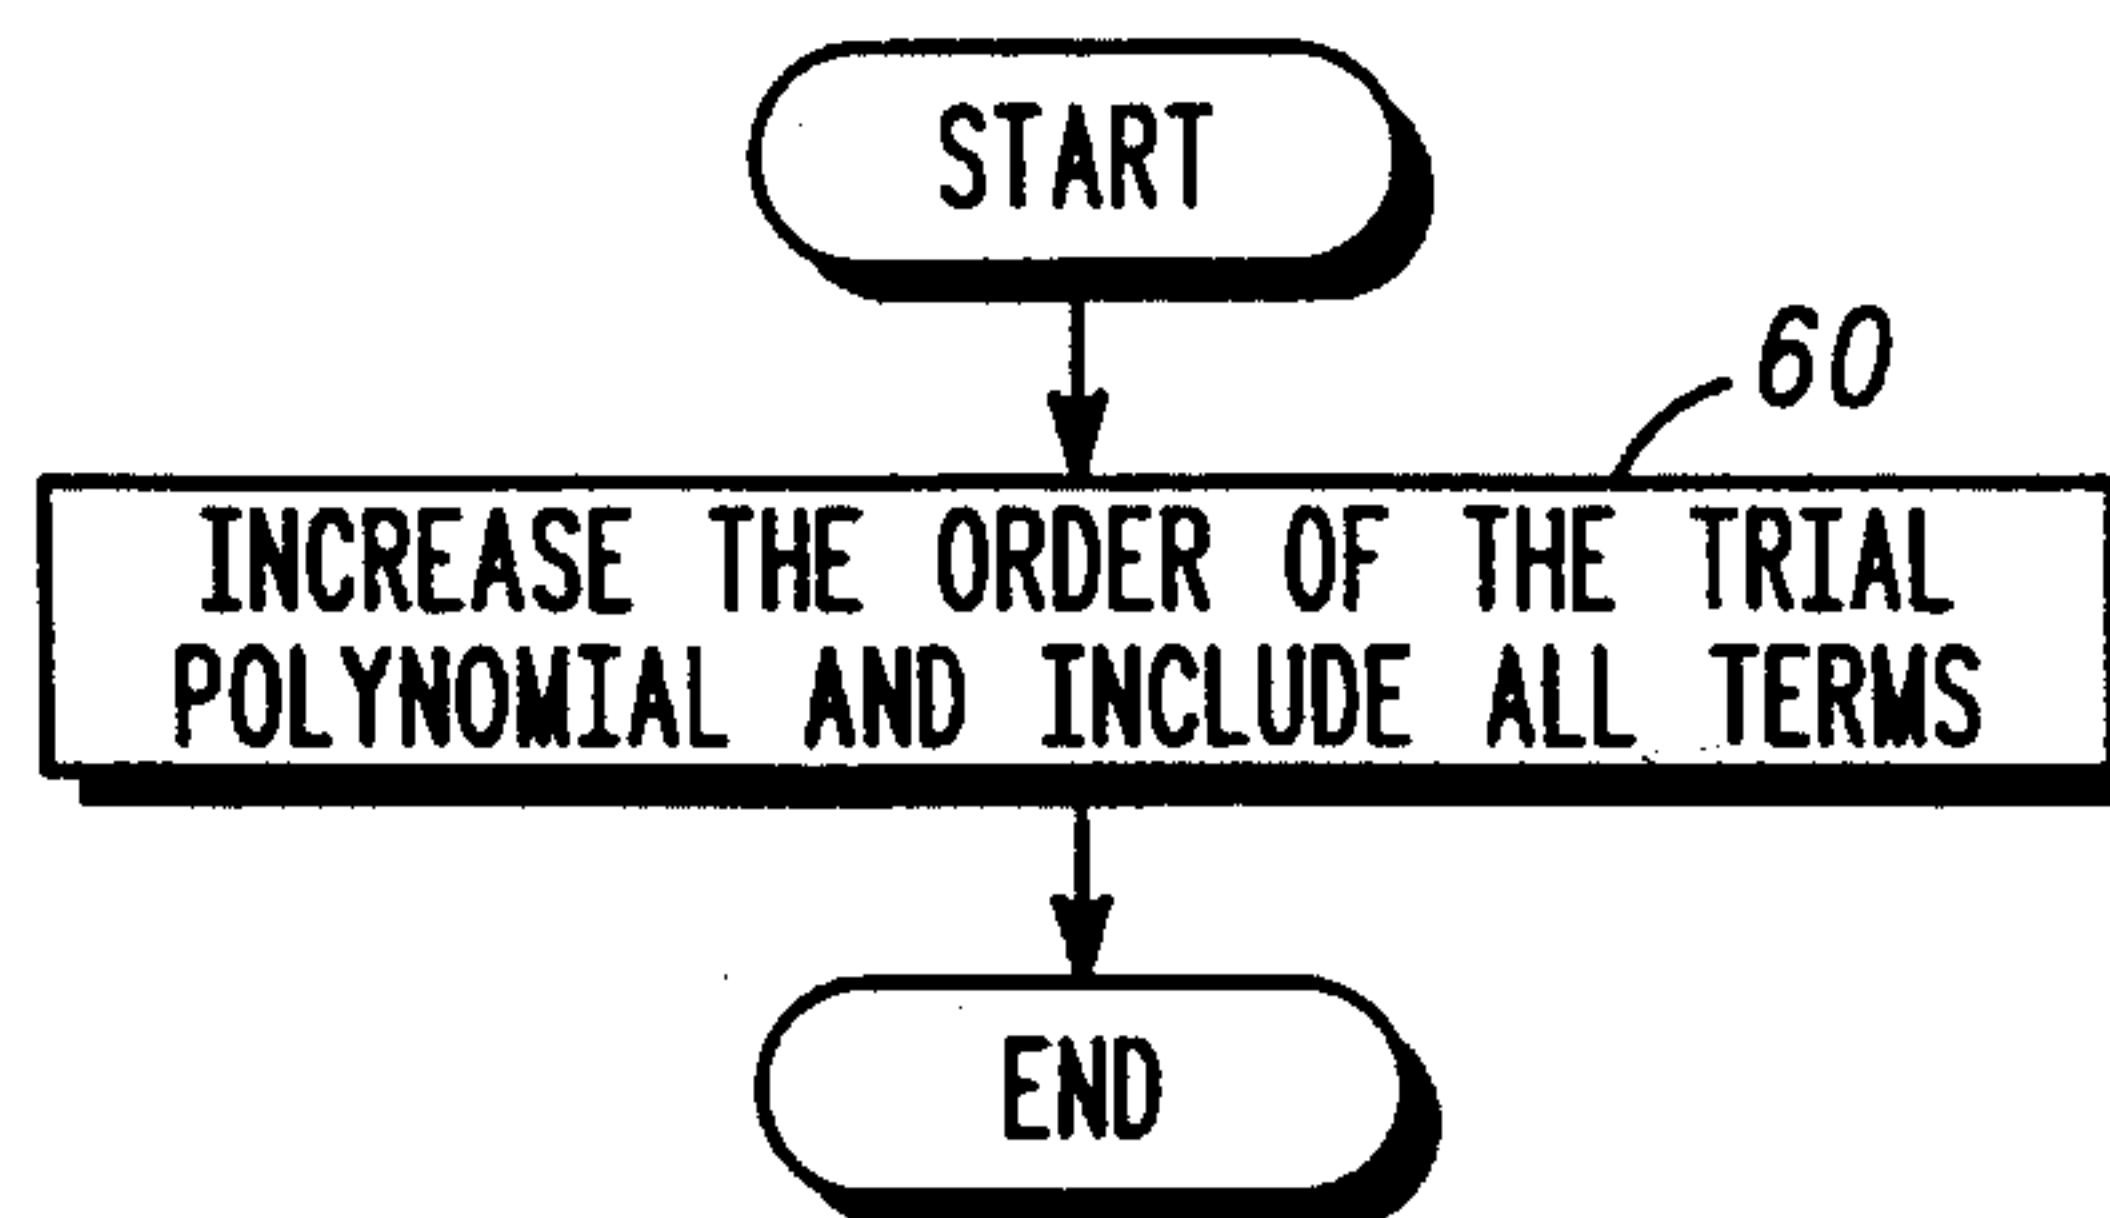 START
60
INCREASE THE ORDER OF THE TRIAL
POLYNOMIAL AND INCLUDE ALL TERMS
END